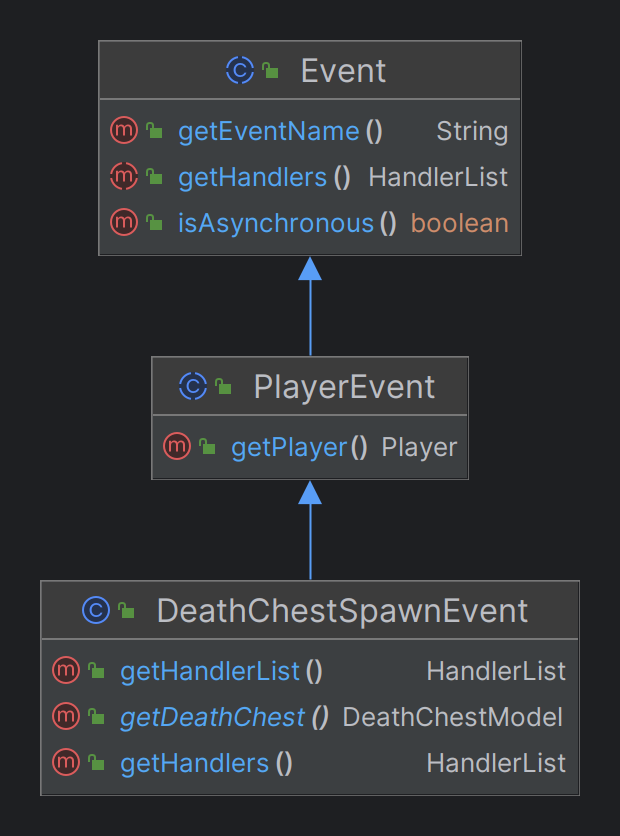 Event
getEventName() String
getHandlers() HandlerList
isAsynchronous() boolean
PlayerEvent
getPlayer() Player
DeathChestSpawnEvent
getHandlerList() HandlerList
getDeathChest() DeathChestModel
getHandlers() HandlerList